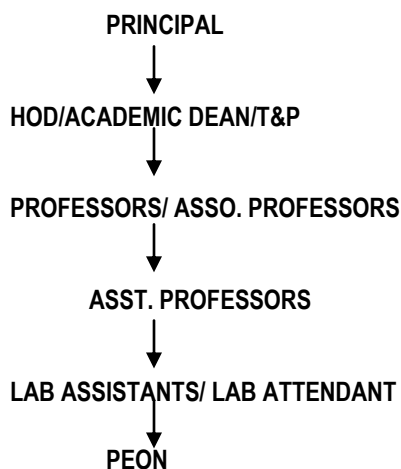 PRINCIPAL
HOD/ACADEMIC DEAN/T&P
PROFESSORS/ ASSO. PROFESSORS
ASST. PROFESSORS
LAB ASSISTANTS/ LAB ATTENDANT
PEON